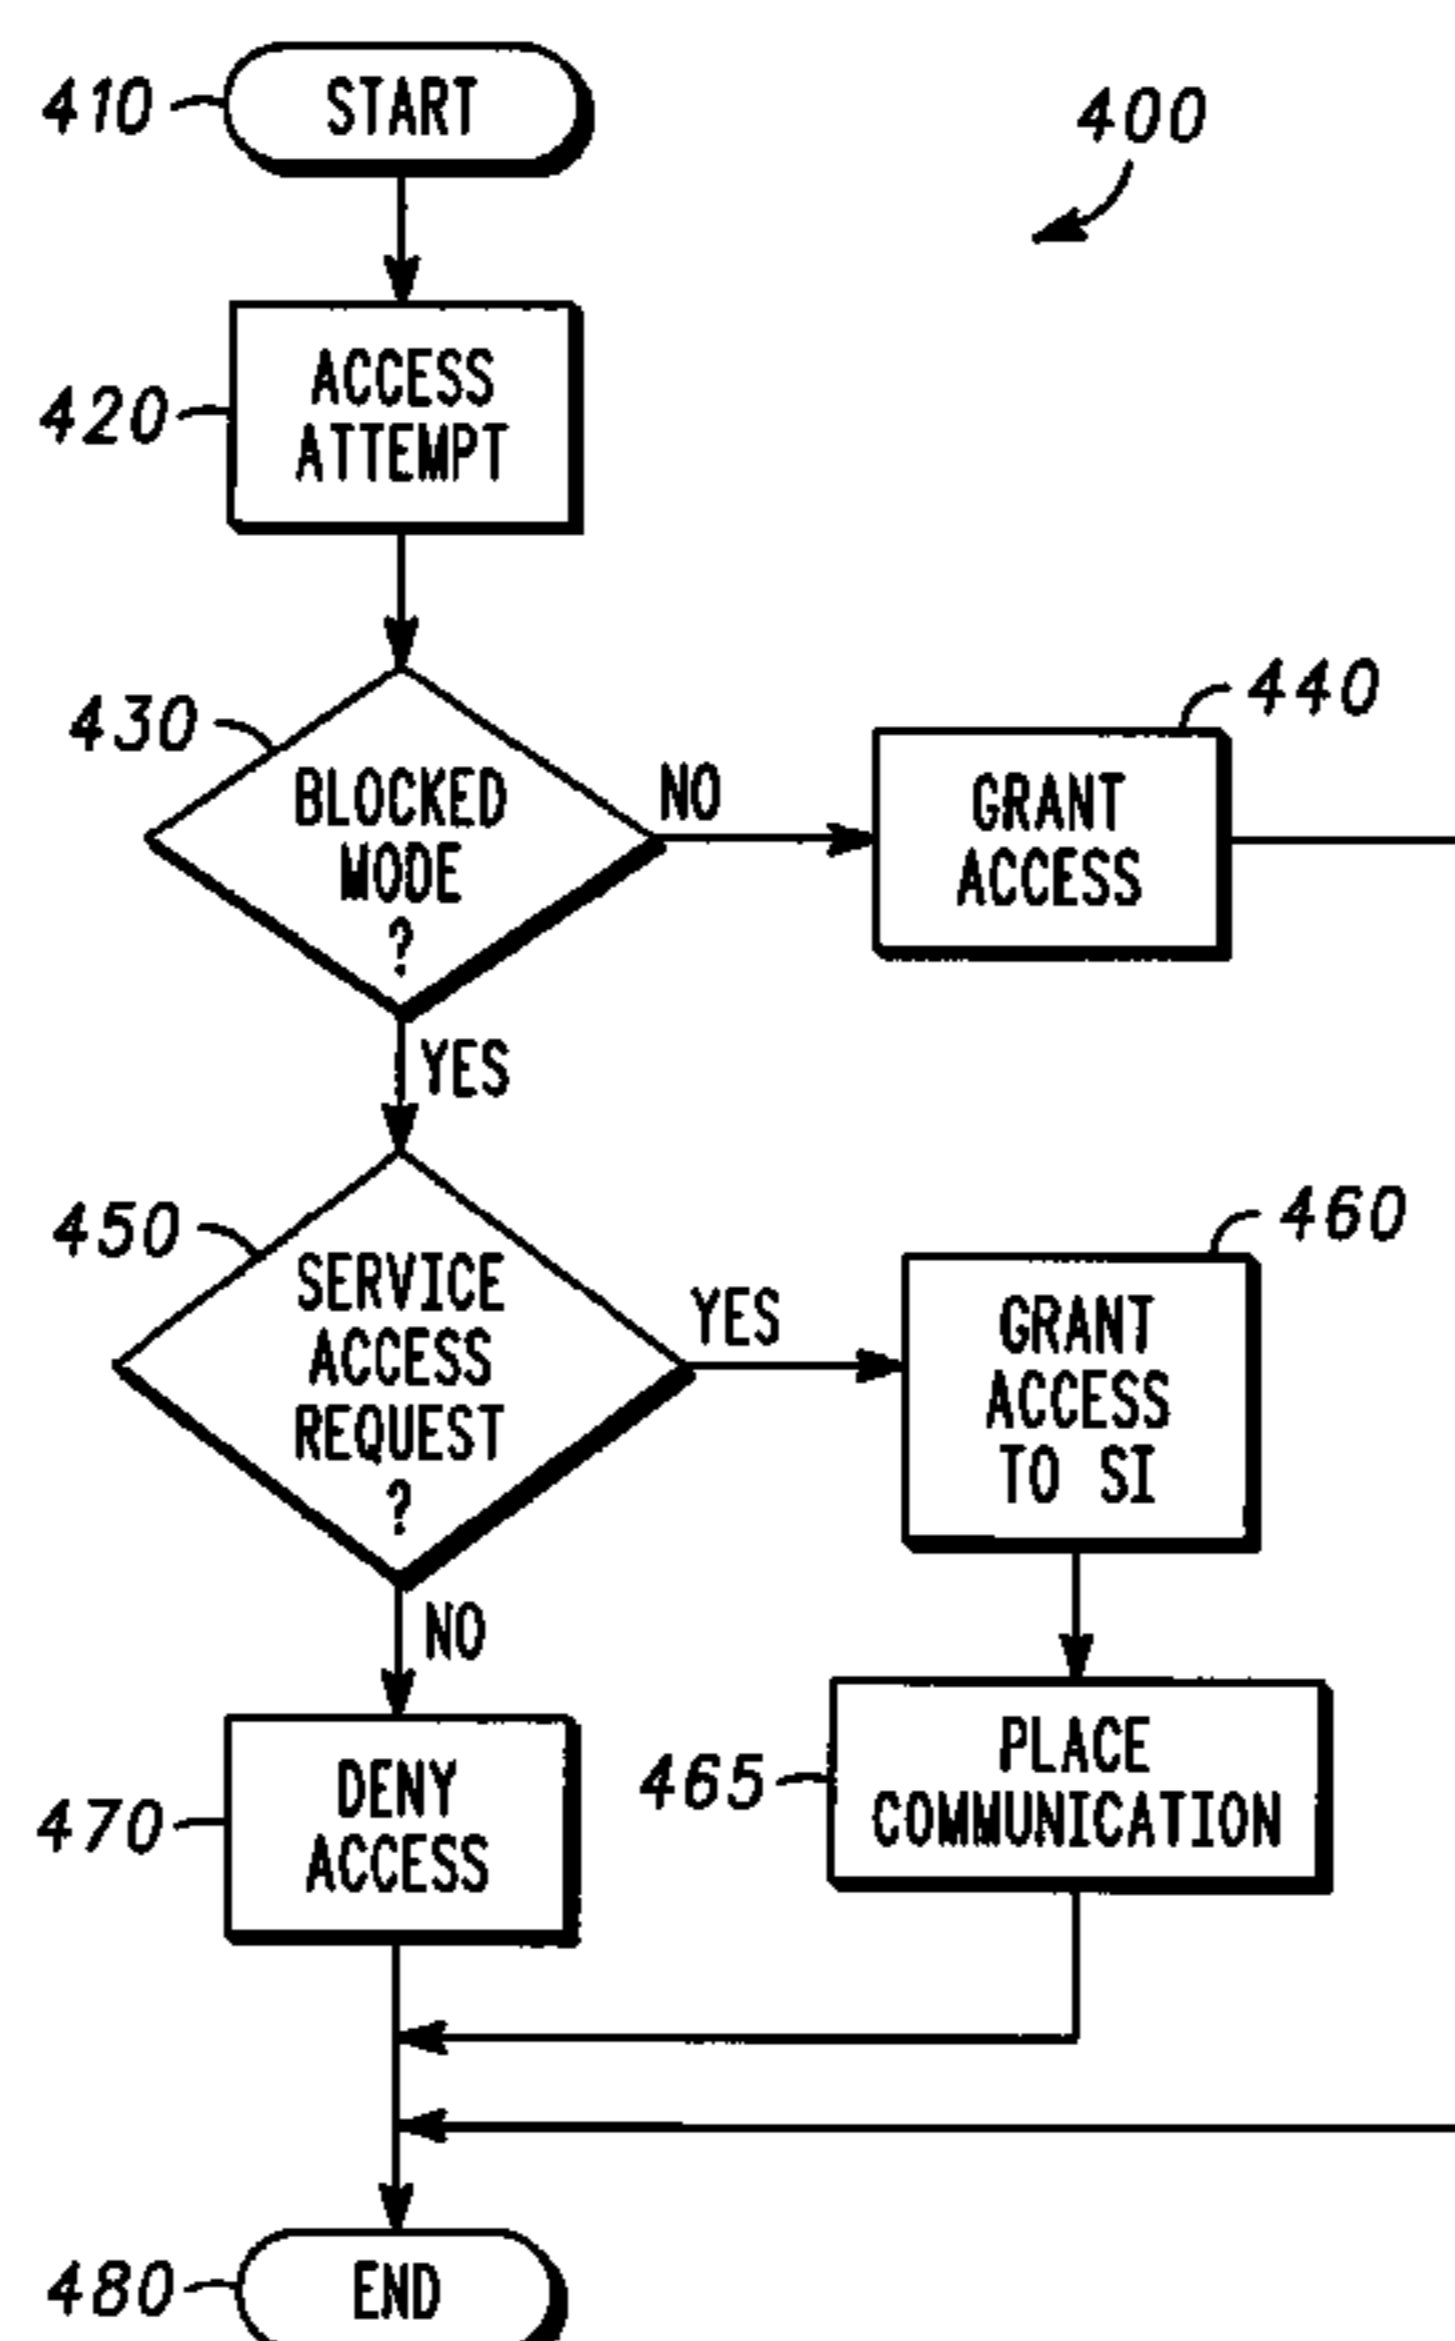 410
START
400
420
ACCESS
ATTEMPT
430
BLOCKED
MODE
?
NO
440
GRANT
ACCESS
YES
450
SERVICE
ACCESS
REQUEST
?
YES
460
GRANT
ACCESS
TO SI
NO
470
DENY
ACCESS
465
PLACE
COMMUNICATION
480
END